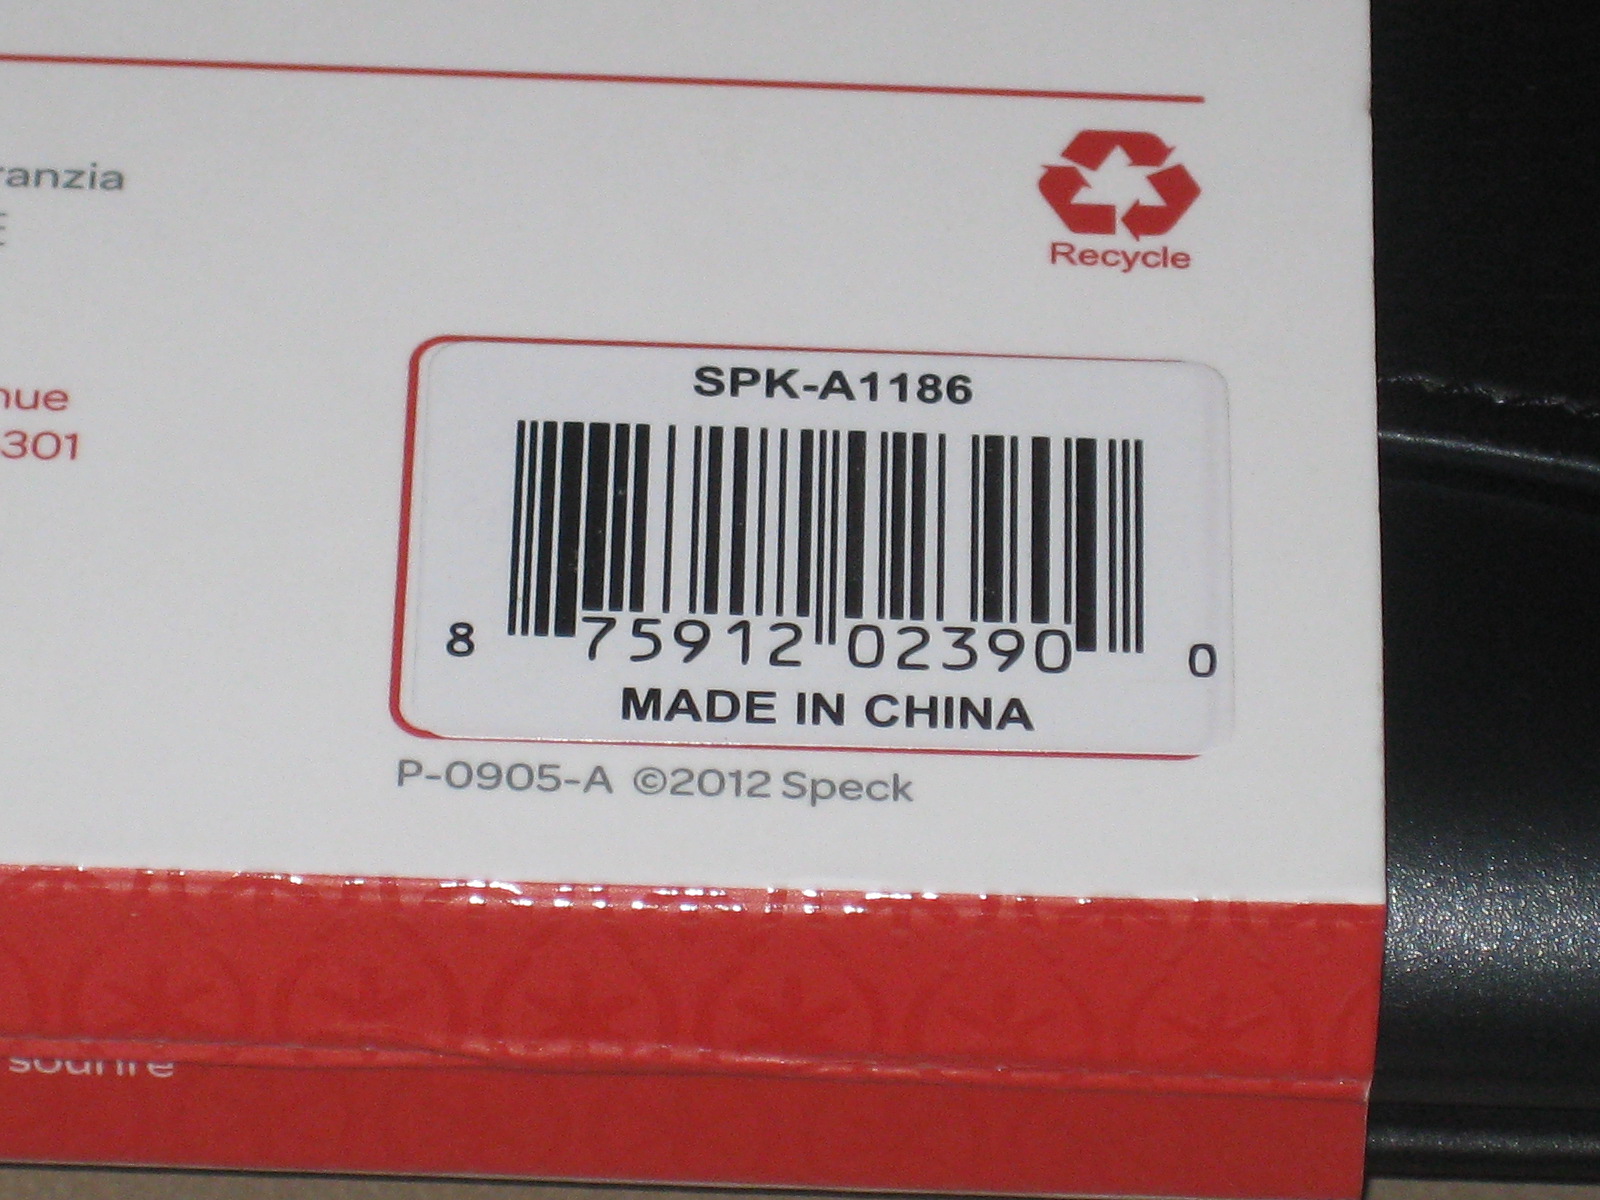 ranzia
Recycle
nue
301
SPK-A1186
8 75912 02390 0
MADE IN CHINA
P-0905-A ©2012 Speck
sourire